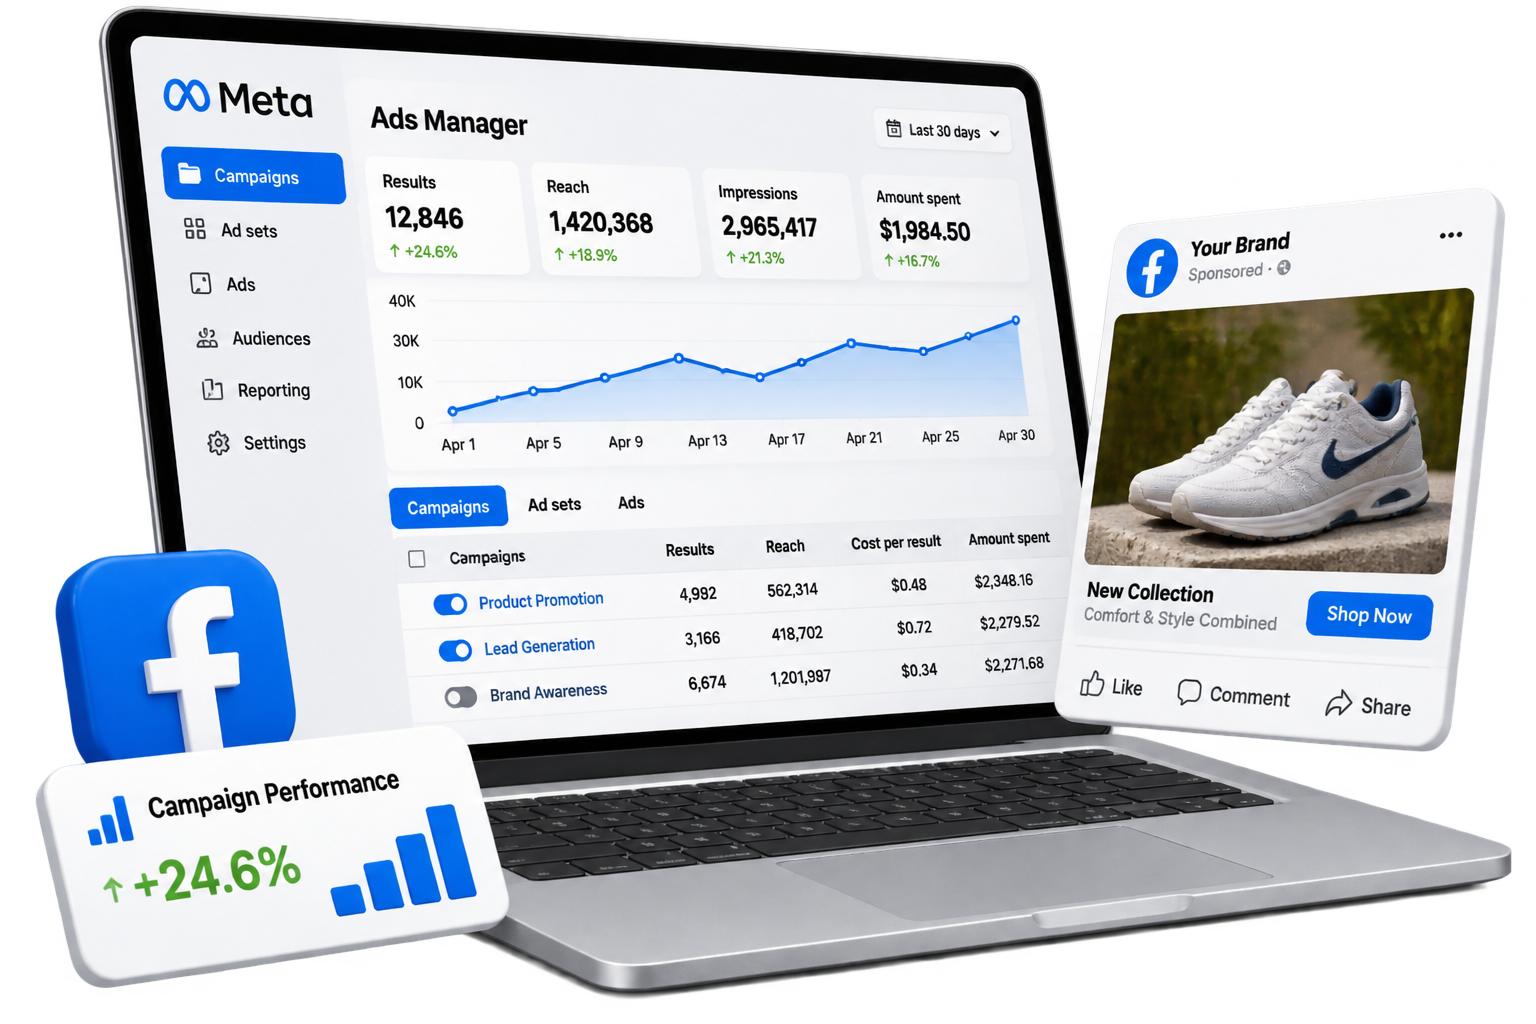 Meta
Ads Manager
Last 30 days
Campaigns
Ad sets
Ads
Audiences
Reporting
Settings
Results
12,846
+24.6%
Reach
1,420,368
+18.9%
Impressions
2,965,417
+21.3%
Amount spent
$1,984.50
+16.7%
40K
30K
10K
0
Apr 1 Apr 5 Apr 9 Apr 13 Apr 17 Apr 21 Apr 25 Apr 30
Campaigns Ad sets Ads
Campaigns Results Reach Cost per result Amount spent
Product Promotion 4,992 562,314 $0.48 $2,348.16
Lead Generation 3,166 418,702 $0.72 $2,279.52
Brand Awareness 6,674 1,201,987 $0.34 $2,271.68
f
Campaign Performance
+24.6%
f
Your Brand
Sponsored ·
New Collection
Comfort & Style Combined
Shop Now
Like Comment Share